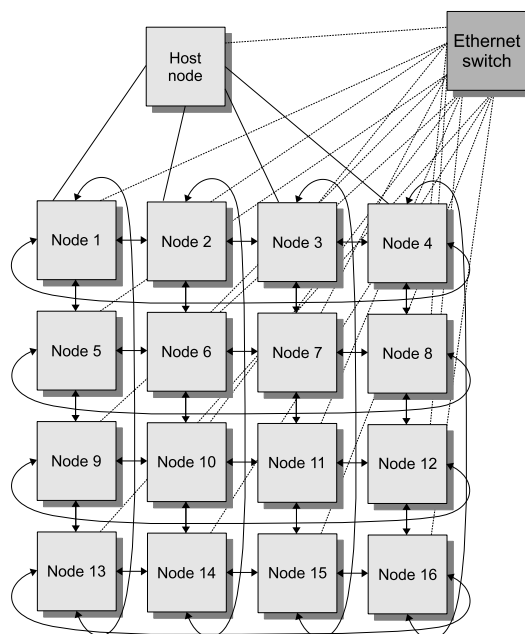 Host
node
Ethernet
switch
Node 1
Node 2
Node 3
Node 4
Node 5
Node 6
Node 7
Node 8
Node 9
Node 10
Node 11
Node 12
Node 13
Node 14
Node 15
Node 16